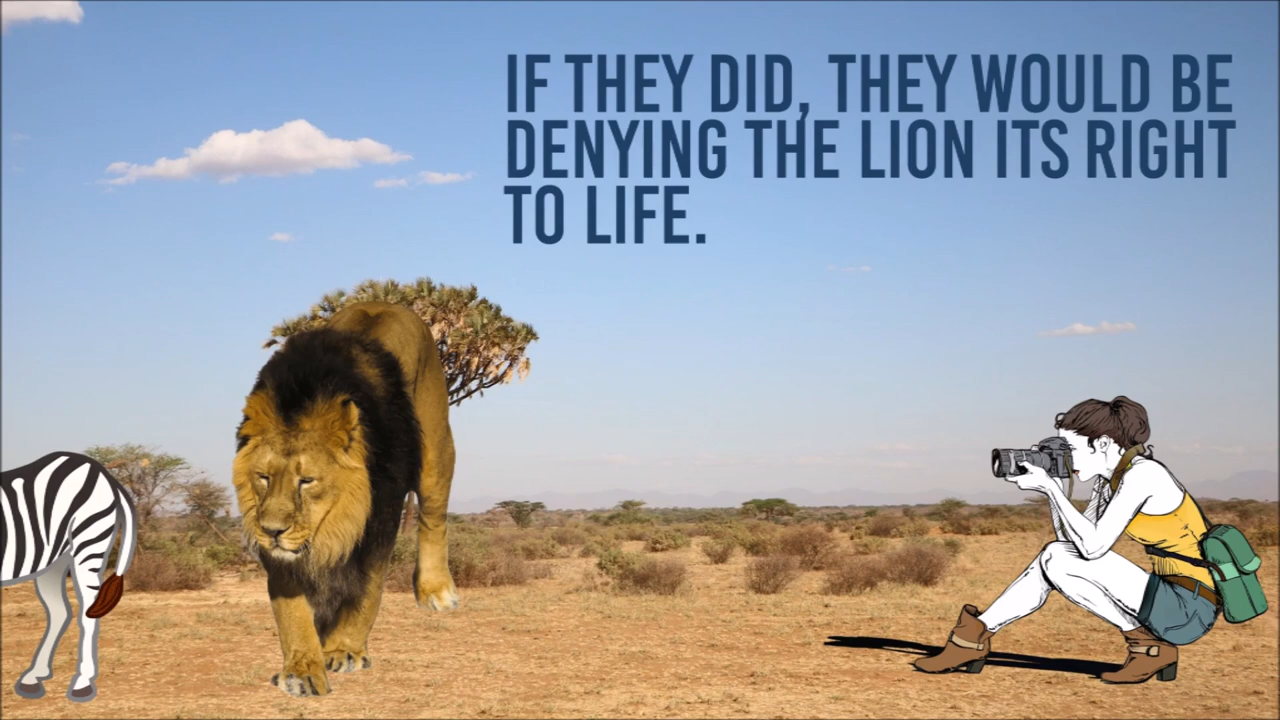 IF THEY DID, THEY WOULD BE
DENYING THE LION ITS RIGHT
TO LIFE.